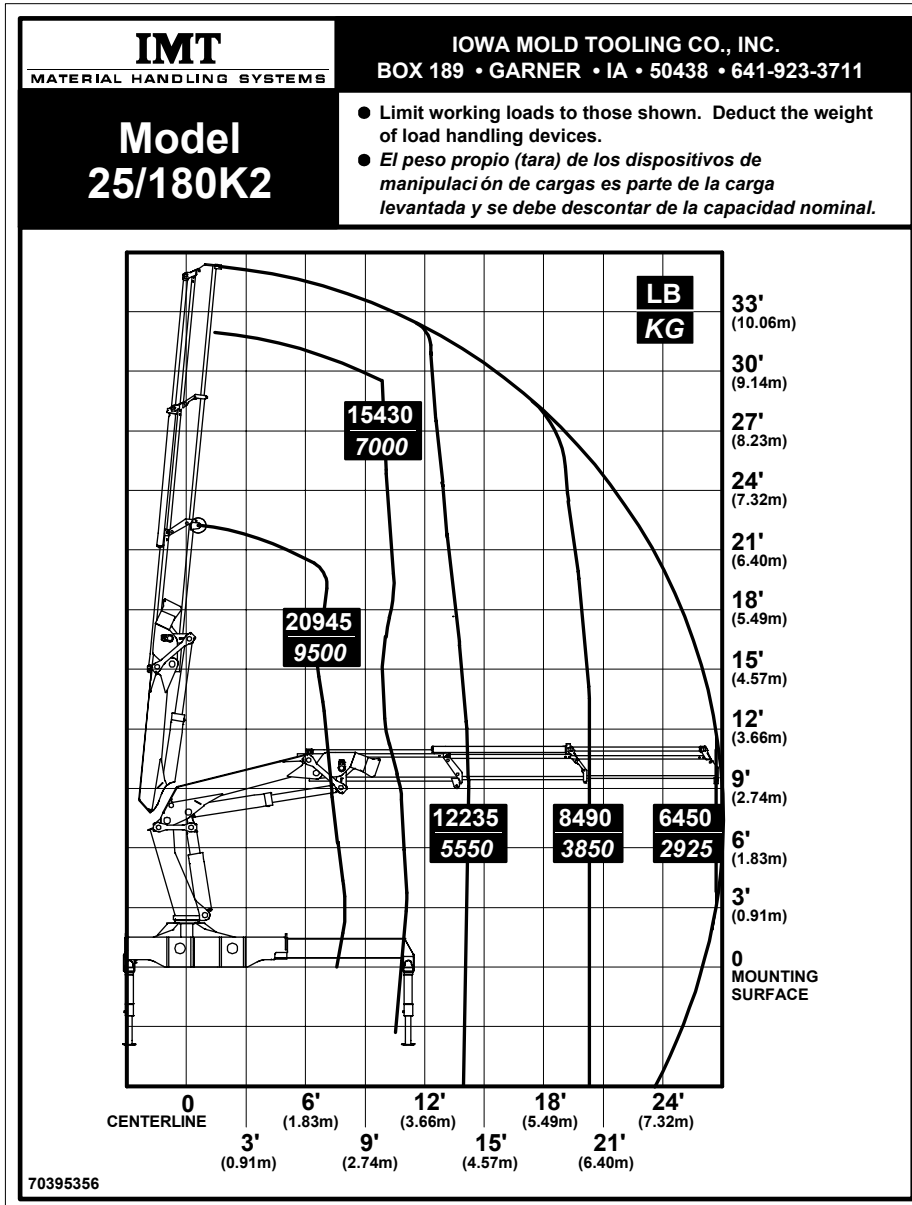 IMT
MATERIAL HANDLING SYSTEMS
IOWA MOLD TOOLING CO., INC.
BOX 189 • GARNER • IA • 50438 • 641-923-3711
Model
25/180K2
● Limit working loads to those shown. Deduct the weight
of load handling devices.
● El peso propio (tara) de los dispositivos de
manipulación de cargas es parte de la carga
levantada y se debe descontar de la capacidad nominal.
LB
KG
33'
(10.06m)
30'
(9.14m)
27'
(8.23m)
24'
(7.32m)
21'
(6.40m)
18'
(5.49m)
15'
(4.57m)
12'
(3.66m)
9'
(2.74m)
6'
(1.83m)
3'
(0.91m)
0
MOUNTING
SURFACE
15430
7000
20945
9500
12235
5550
8490
3850
6450
2925
0
CENTERLINE
6'
(1.83m)
12'
(3.66m)
18'
(5.49m)
24'
(7.32m)
3'
(0.91m)
9'
(2.74m)
15'
(4.57m)
21'
(6.40m)
70395356